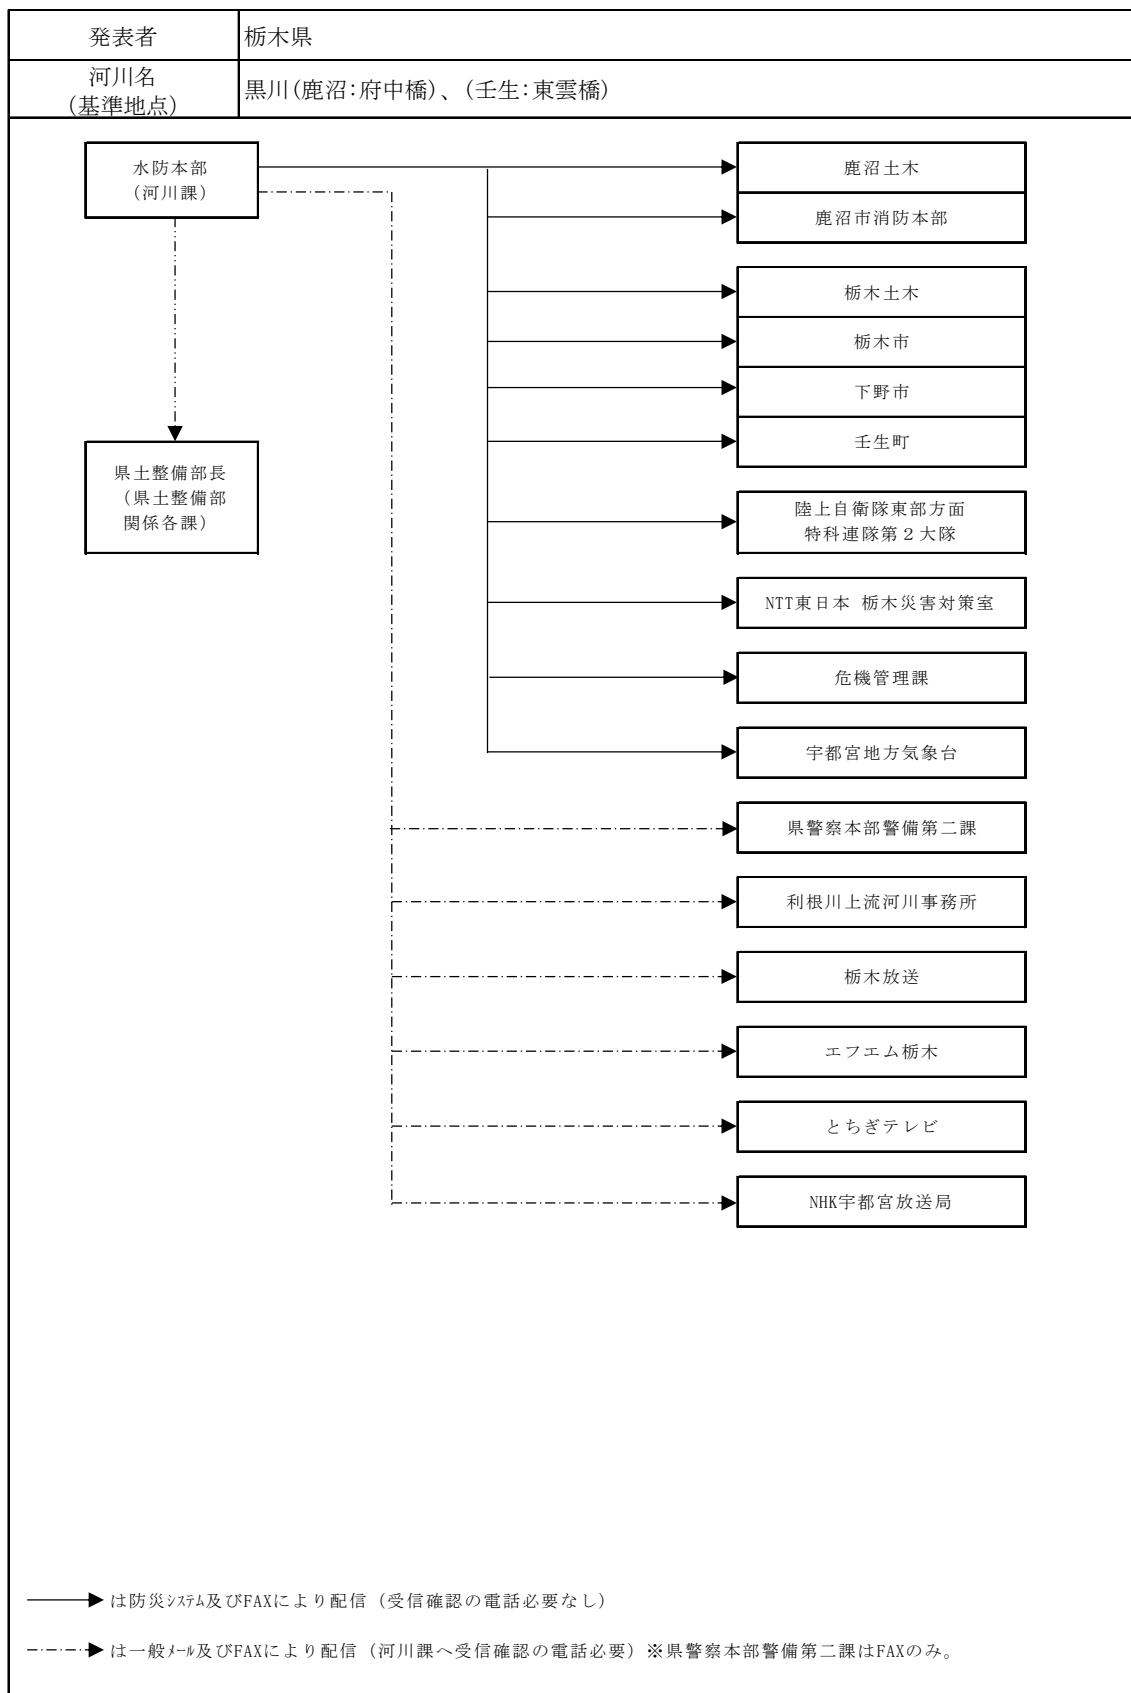 発表者
栃木県
河川名
(基準地点)
黒川(鹿沼:府中橋)、(壬生:東雲橋)
水防本部
（河川課）
県土整備部長
（県土整備部
関係各課）
鹿沼土木
鹿沼市消防本部
栃木土木
栃木市
下野市
壬生町
陸上自衛隊東部方面
特科連隊第２大隊
NTT東日本 栃木災害対策室
危機管理課
宇都宮地方気象台
県警察本部警備第二課
利根川上流河川事務所
栃木放送
エフエム栃木
とちぎテレビ
NHK宇都宮放送局
は防災ｼｽﾃﾑ及びFAXにより配信（受信確認の電話必要なし）
は一般ﾒｰﾙ及びFAXにより配信（河川課へ受信確認の電話必要）※県警察本部警備第二課はFAXのみ。